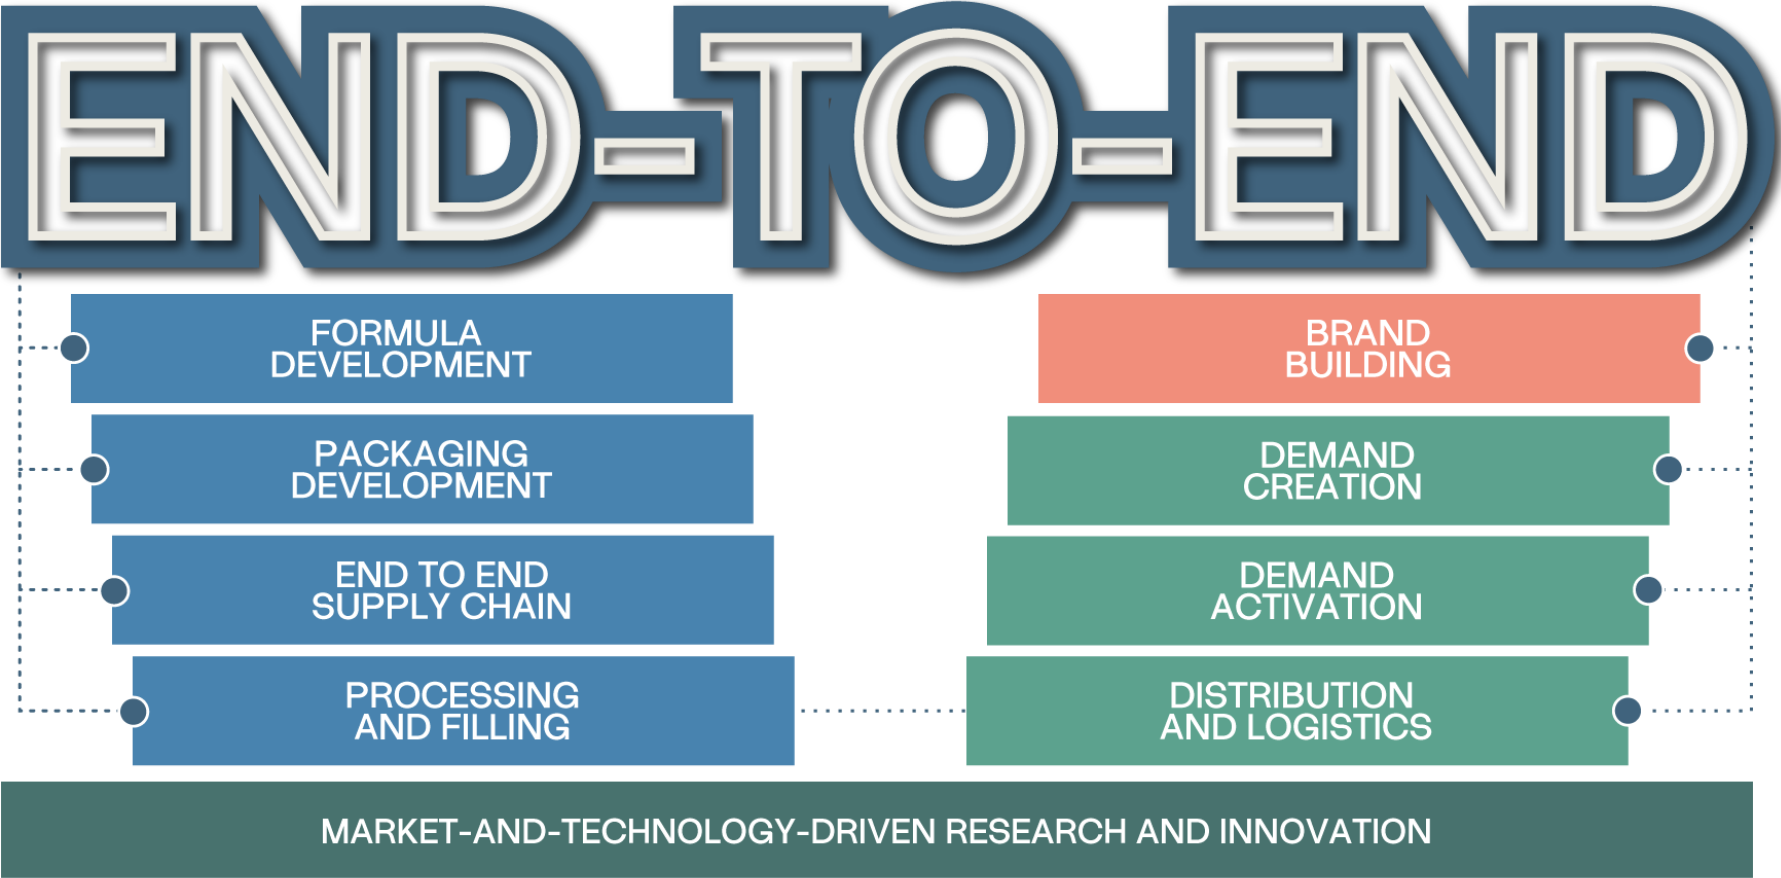 END-TO-END
FORMULA
DEVELOPMENT
PACKAGING
DEVELOPMENT
END TO END
SUPPLY CHAIN
PROCESSING
AND FILLING
BRAND
BUILDING
DEMAND
CREATION
DEMAND
ACTIVATION
DISTRIBUTION
AND LOGISTICS
MARKET-AND-TECHNOLOGY-DRIVEN RESEARCH AND INNOVATION